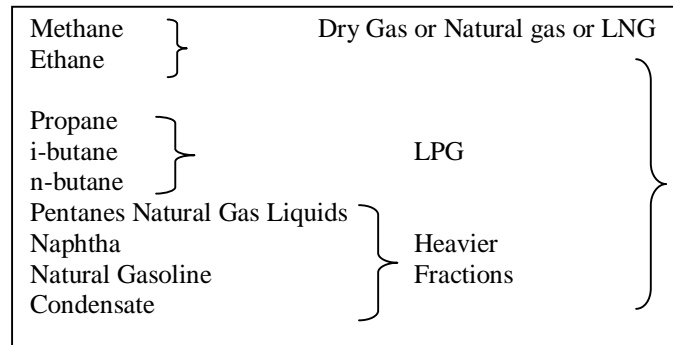 Methane Dry Gas or Natural gas or LNG
Ethane
Propane
i-butane LPG
n-butane
Pentanes Natural Gas Liquids
Naphtha Heavier
Natural Gasoline Fractions
Condensate